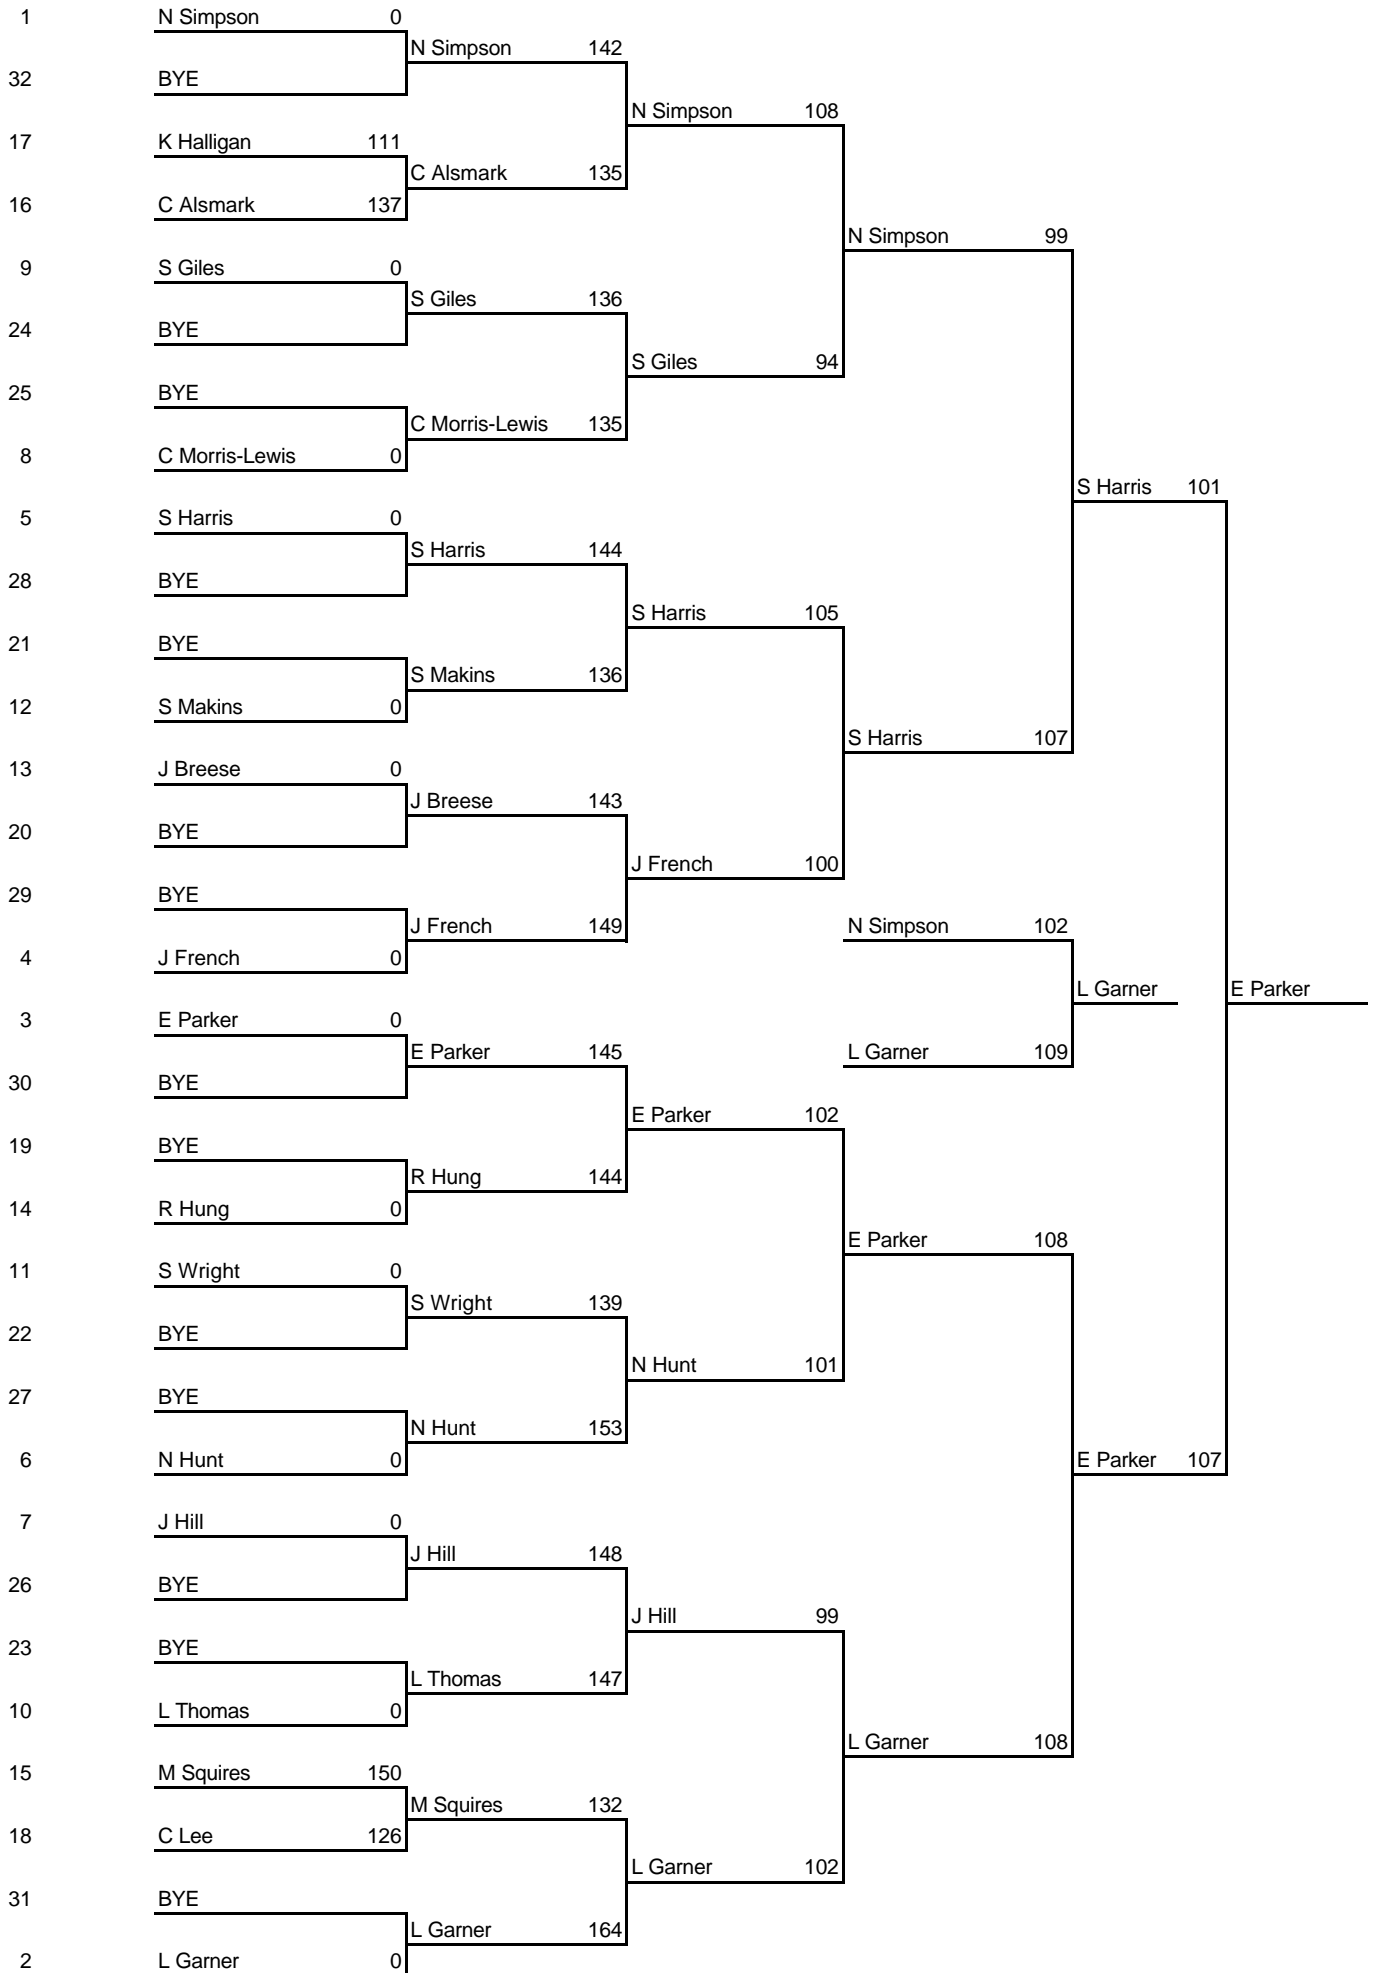 1 N Simpson 0
N Simpson 142
32 BYE
N Simpson 108
17 K Halligan 111
C Alsmark 135
16 C Alsmark 137
N Simpson 99
9 S Giles 0
S Giles 136
24 BYE
S Giles 94
25 BYE
C Morris-Lewis 135
8 C Morris-Lewis 0
S Harris 101
5 S Harris 0
S Harris 144
28 BYE
S Harris 105
21 BYE
S Makins 136
12 S Makins 0
S Harris 107
13 J Breese 0
J Breese 143
20 BYE
J French 100
29 BYE
J French 149 N Simpson 102
4 J French 0
L Garner E Parker
3 E Parker 0
E Parker 145 L Garner 109
30 BYE
E Parker 102
19 BYE
R Hung 144
14 R Hung 0
E Parker 108
11 S Wright 0
S Wright 139
22 BYE
N Hunt 101
27 BYE
N Hunt 153
6 N Hunt 0 E Parker 107
7 J Hill 0
J Hill 148
26 BYE
J Hill 99
23 BYE
L Thomas 147
10 L Thomas 0
L Garner 108
15 M Squires 150
M Squires 132
18 C Lee 126
L Garner 102
31 BYE
L Garner 164
2 L Garner 0